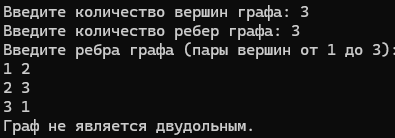 Введите количество вершин графа: 3
Введите количество ребер графа: 3
Введите ребра графа (пары вершин от 1 до 3):
1 2
2 3
3 1
Граф не является двудольным.